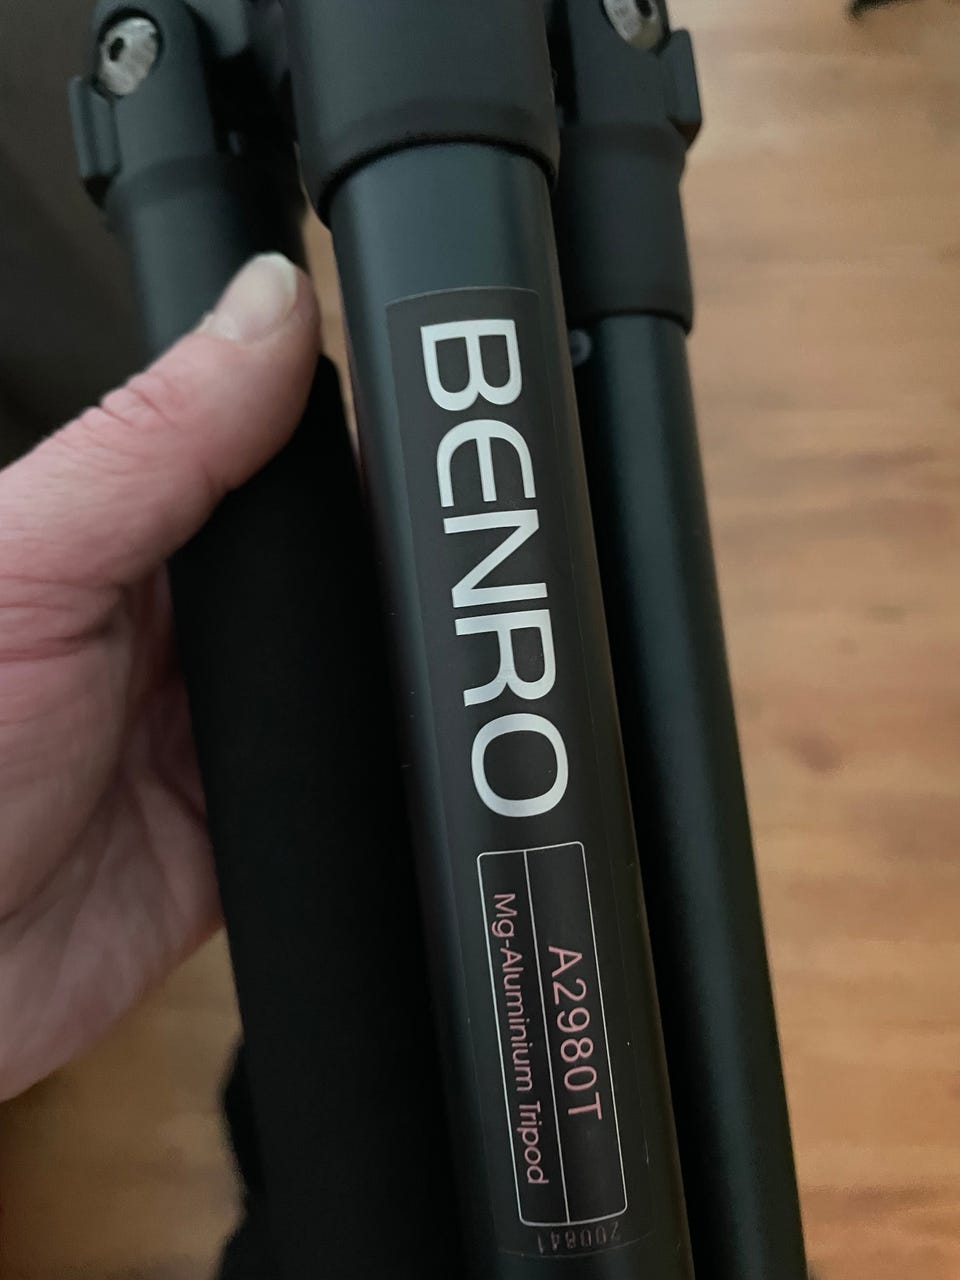 BENRO
A2980T
Mg-Aluminium Tripod
200841